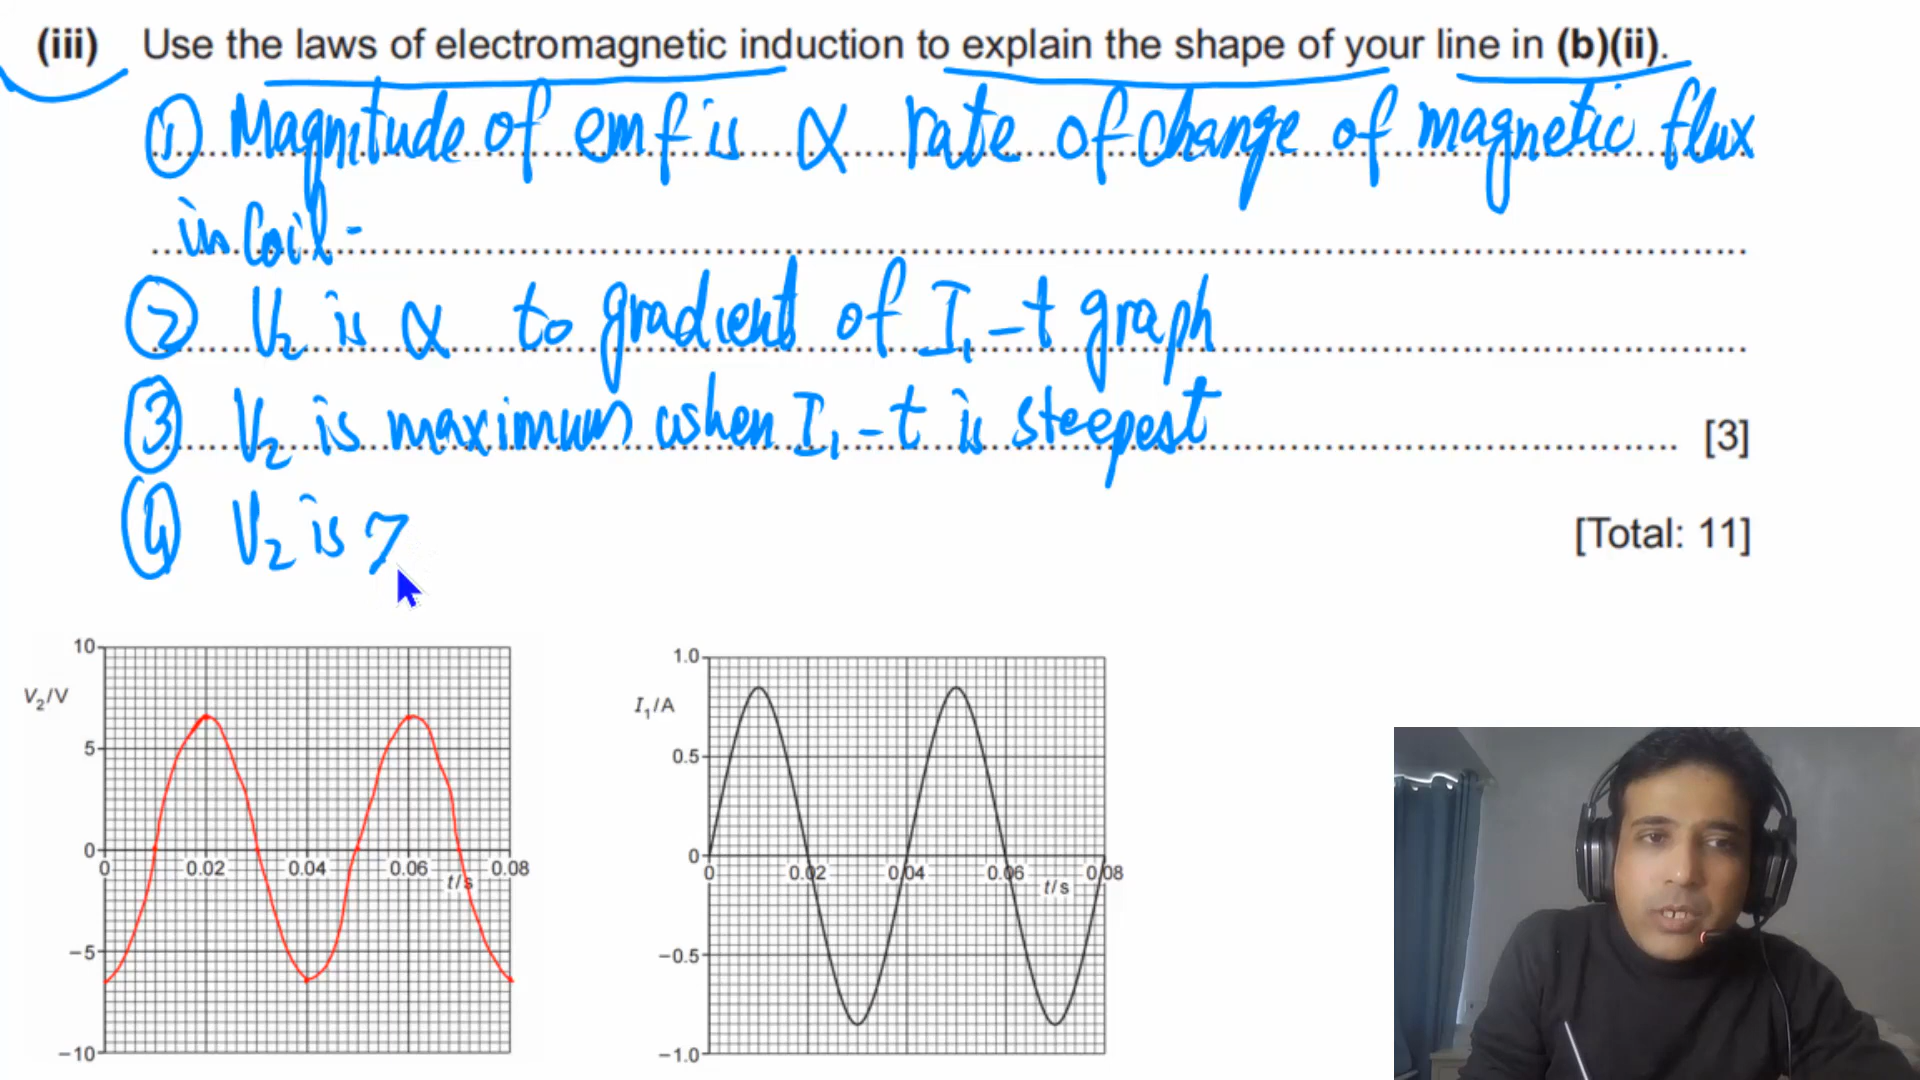 (iii) Use the laws of electromagnetic induction to explain the shape of your line in (b)(ii).
① Magnitude of emf is ∝ rate of change of magnetic flux
in coil.
② V₂ is ∝ to gradient of I₁-t graph
③ V₂ is maximum when I₁-t is steepest
[3]
④ V₂ is
[Total: 11]
10
V₂/V
5
0
0 0.02 0.04 0.06 0.08
t/s
−5
−10
1.0
I₁/A
0.5
0
0 0.02 0.04 0.06 0.08
t/s
−0.5
−1.0